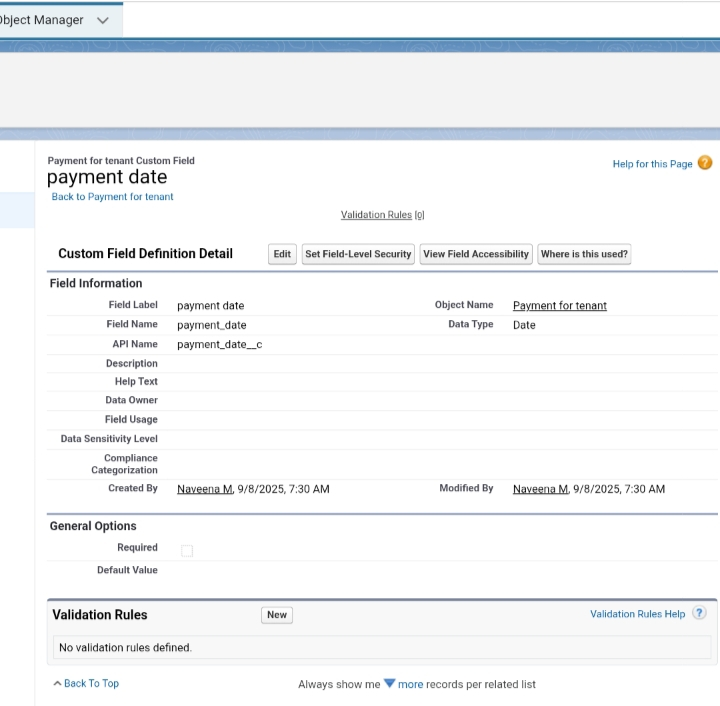 Object Manager
Payment for tenant Custom Field
payment date
Help for this Page
Back to Payment for tenant
Validation Rules [0]
Custom Field Definition Detail Edit Set Field-Level Security View Field Accessibility Where is this used?
Field Information
Field Label payment date Object Name Payment for tenant
Field Name payment_date Data Type Date
API Name payment_date__c
Description
Help Text
Data Owner
Field Usage
Data Sensitivity Level
Compliance
Categorization
Created By Naveena M, 9/8/2025, 7:30 AM Modified By Naveena M, 9/8/2025, 7:30 AM
General Options
Required
Default Value
Validation Rules New Validation Rules Help ?
No validation rules defined.
Back To Top Always show me more records per related list